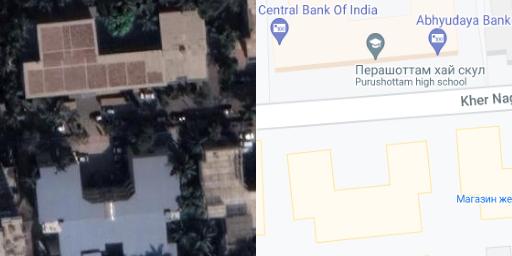 Central Bank Of India
Abhyudaya Bank
Перашоттам хай скул
Purushottam high school
Kher Nag
Магазин же